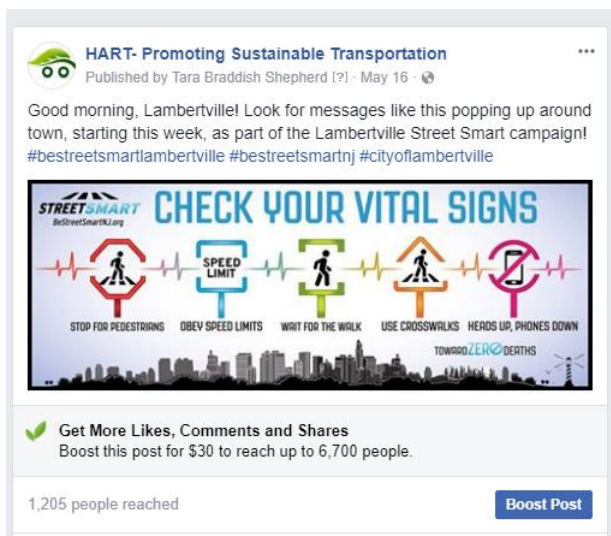 HART- Promoting Sustainable Transportation
Published by Tara Braddish Shepherd [?] · May 16 ·
Good morning, Lambertville! Look for messages like this popping up around
town, starting this week, as part of the Lambertville Street Smart campaign!
#bestreetsmartlambertville #bestreetsmartnj #cityoflambertville
STREETSMART
BeStreetSmartNJ.org
CHECK YOUR VITAL SIGNS
SPEED
LIMIT
STOP FOR PEDESTRIANS OBEY SPEED LIMITS WAIT FOR THE WALK USE CROSSWALKS HEADS UP, PHONES DOWN
TOWARD ZERO DEATHS
Get More Likes, Comments and Shares
Boost this post for $30 to reach up to 6,700 people.
1,205 people reached Boost Post